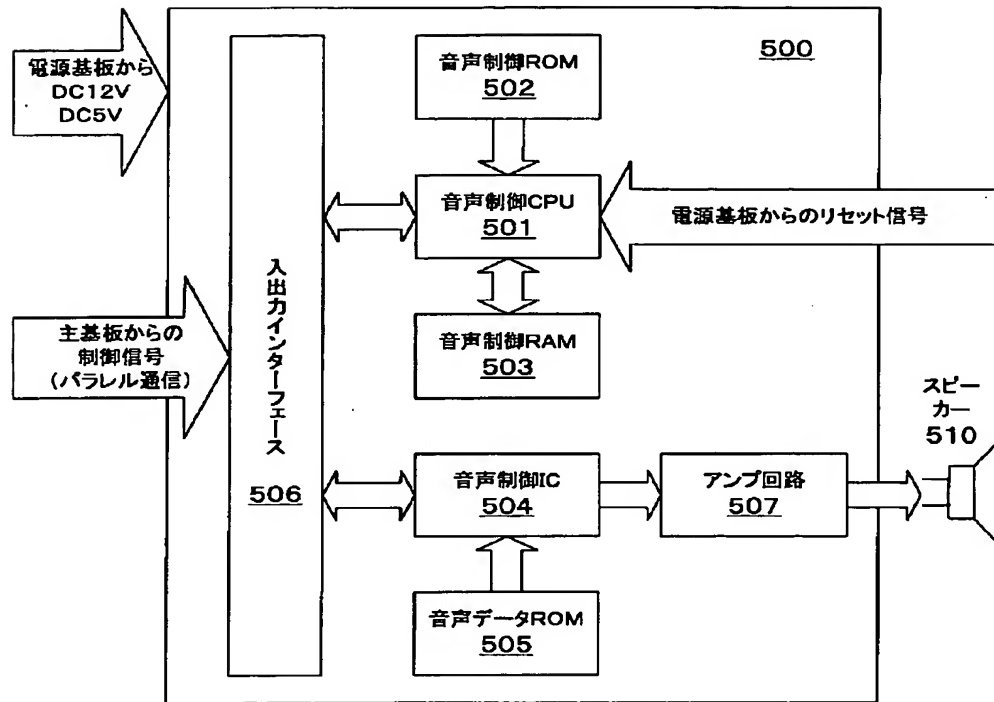 電源基板から
DC12V
DC5V
500
音声制御ROM
502
音声制御CPU
501
電源基板からのリセット信号
音声制御RAM
503
主基板からの
制御信号
(パラレル通信)
入出力インターフェース
506
音声制御IC
504
アンプ回路
507
スピー
カー
510
音声データROM
505